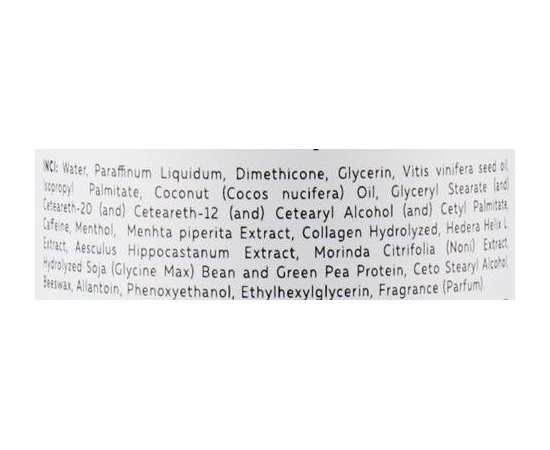 INCI: Water, Paraffinum Liquidum, Dimethicone, Glycerin, Vitis vinifera seed oil,
Isopropyl Palmitate, Coconut (Cocos nucifera) Oil, Glyceryl Stearate (and)
Ceteareth-20 (and) Ceteareth-12 (and) Cetearyl Alcohol (and) Cetyl Palmitate,
Caffeine, Menthol, Menhta piperita Extract, Collagen Hydrolyzed, Hedera Helix L
Extract, Aesculus Hippocastanum Extract, Morinda Citrifolia (Noni) Extract,
Hydrolyzed Soja (Glycine Max) Bean and Green Pea Protein, Ceto Stearyl Alcohol,
Beeswax, Allantoin, Phenoxyethanol, Ethylhexylglycerin, Fragrance (Parfum).